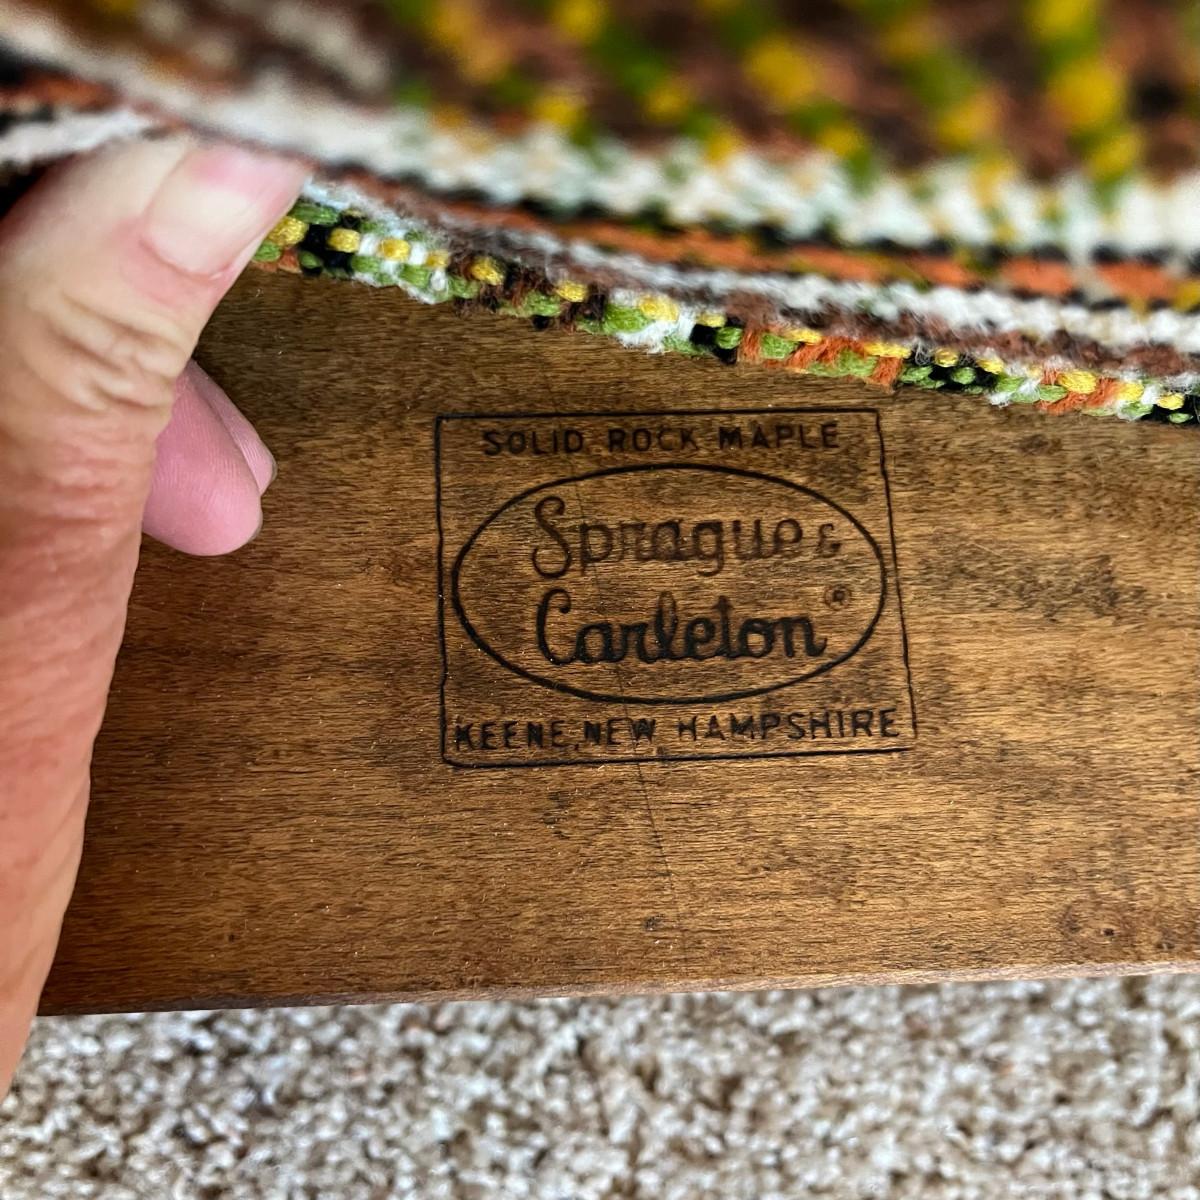 SOLID ROCK MAPLE
Sprague &
Carleton ®
KEENE, NEW HAMPSHIRE